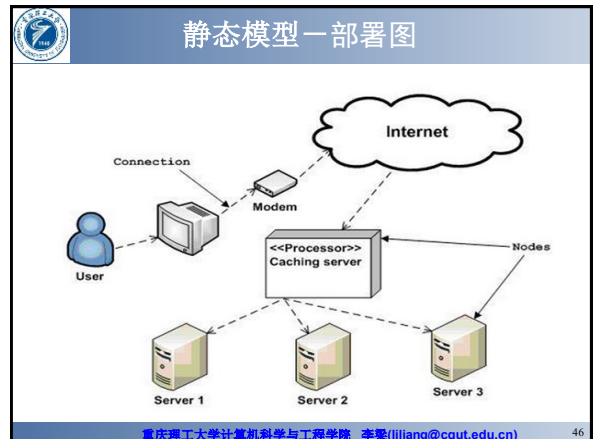 静态模型－部署图
Internet
Connection
Modem
<<Processor>>
Caching server
Nodes
User
Server 1
Server 2
Server 3
重庆理工大学计算机科学与工程学院 李梁(liliang@cqut.edu.cn)
46